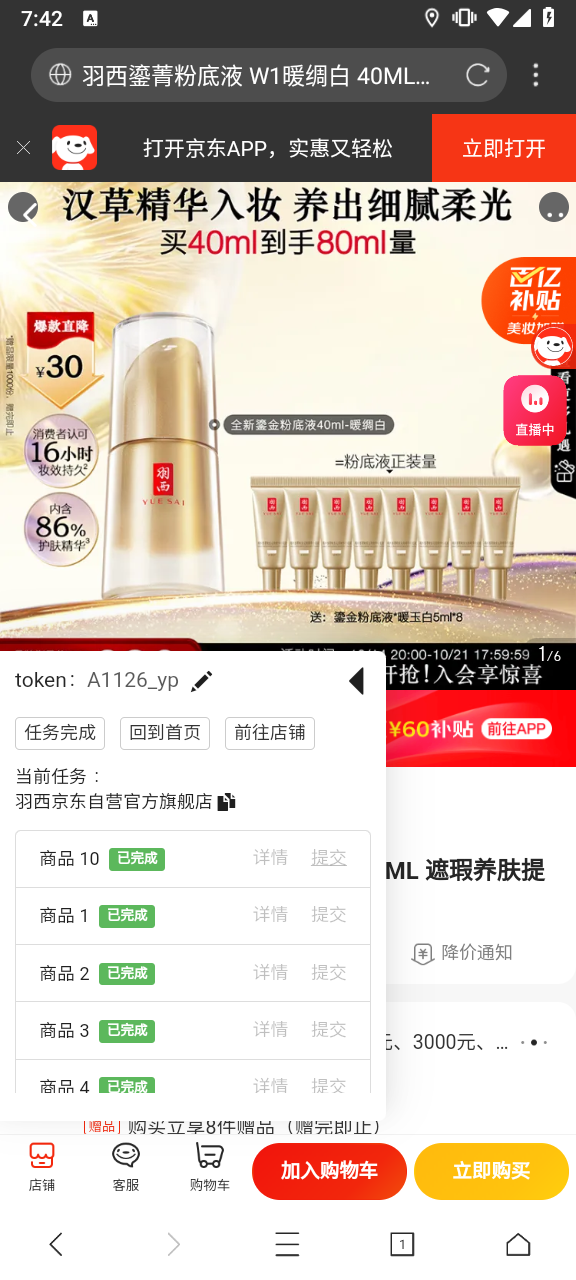 7:42
A
羽西鎏菁粉底液 W1暖绸白 40ML...
打开京东APP，实惠又轻松
立即打开
汉草精华入妆 养出细腻柔光
买40ml到手80ml量
百亿
补贴
爆款直降
¥30
直播中
全新鎏金粉底液40ml-暖绸白
消费者认可
16小时
妆效持久²
=粉底液正装量
羽西
YUE SAI
内含
86%
护肤精华³
送：鎏金粉底液*暖玉白5ml*8
20:00-10/21 17:59:59
1/6
开抢！入会享惊喜
token： A1126_yp
¥60补贴
前往APP
任务完成
回到首页
前往店铺
当前任务：
羽西京东自营官方旗舰店
商品 10 已完成 详情 提交
ML 遮瑕养肤提
商品 1 已完成 详情 提交
降价通知
商品 2 已完成 详情 提交
商品 3 已完成 详情 提交
元、3000元、...
商品 4 已完成 详情 提交
赠品 购买立享8件赠品（赠完即止）
店铺
客服
购物车
加入购物车
立即购买
1